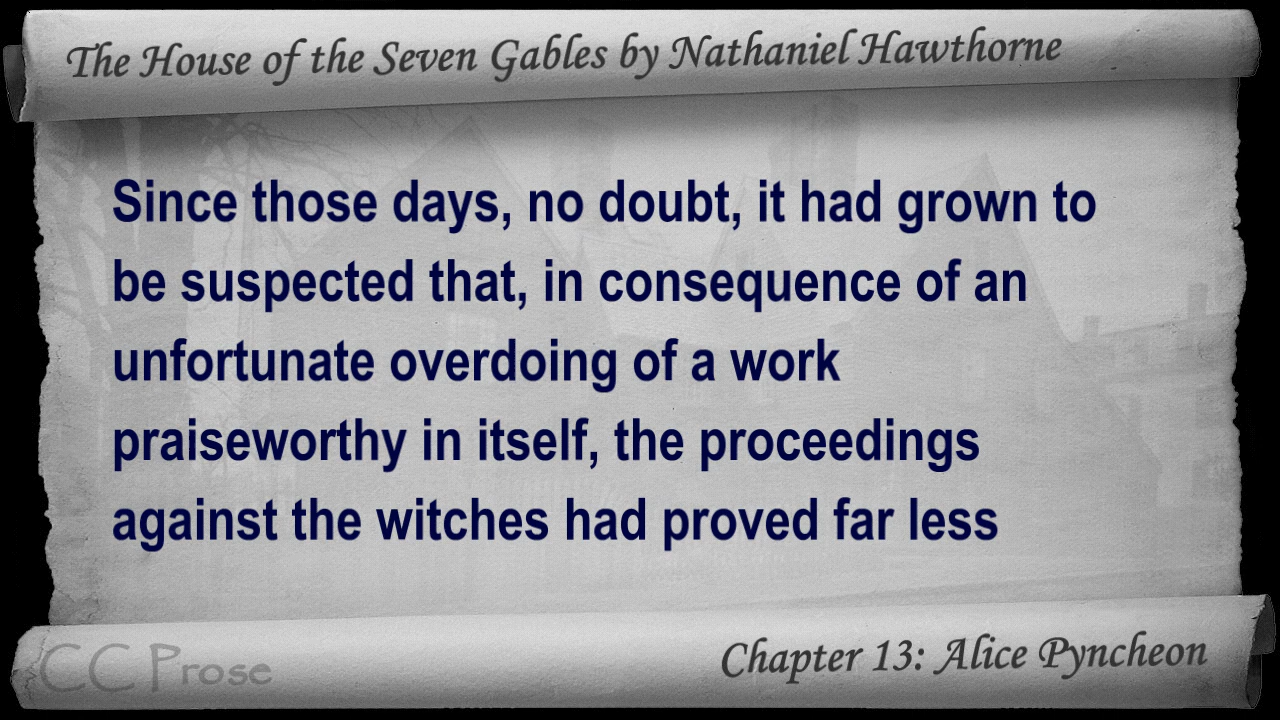 The House of the Seven Gables by Nathaniel Hawthorne
Since those days, no doubt, it had grown to
be suspected that, in consequence of an
unfortunate overdoing of a work
praiseworthy in itself, the proceedings
against the witches had proved far less
CC Prose
Chapter 13: Alice Pyncheon